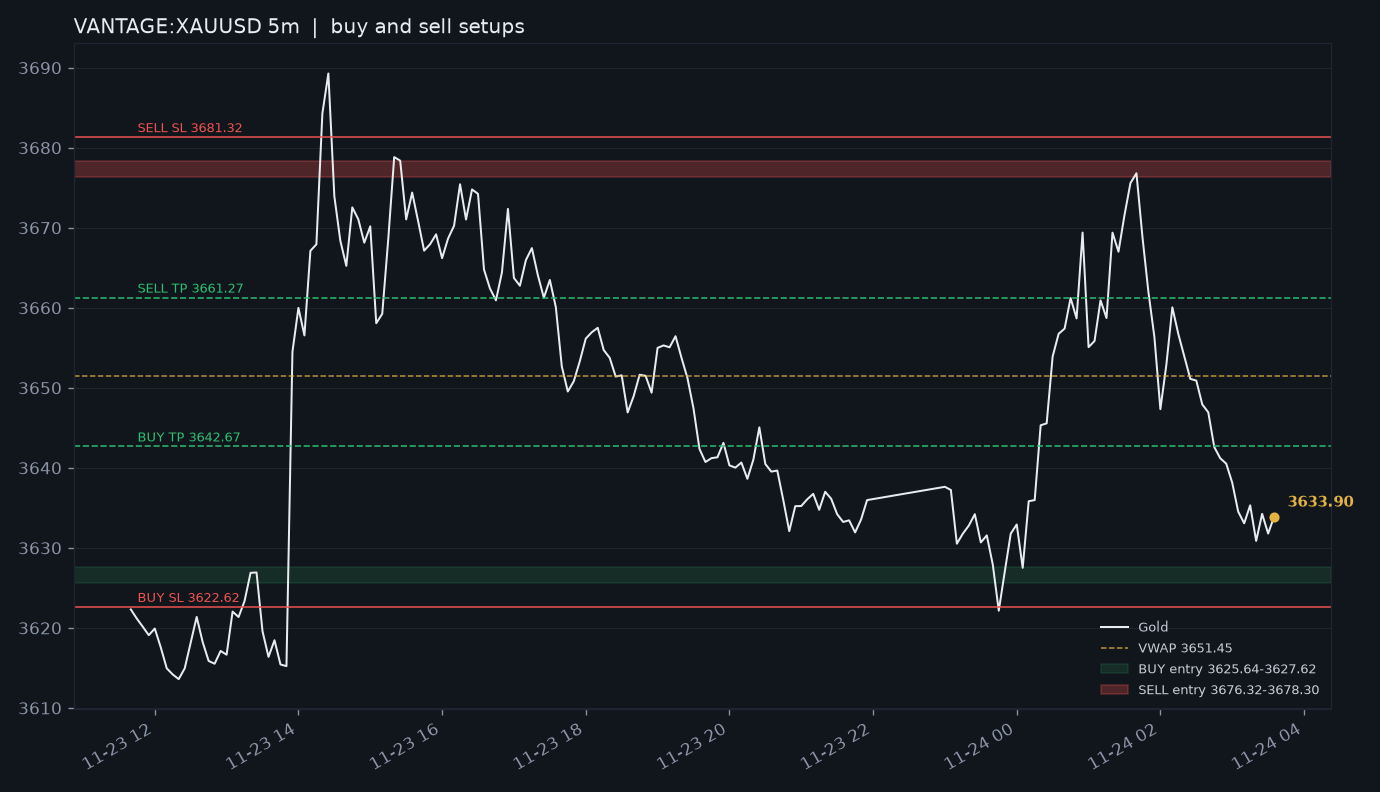 VANTAGE:XAUUSD 5m | buy and sell setups
3690
SELL SL 3681.32
3680
3670
SELL TP 3661.27
3660
3650
BUY TP 3642.67
3640
3633.90
3630
BUY SL 3622.62
3620
3610
Gold
VWAP 3651.45
BUY entry 3625.64-3627.62
SELL entry 3676.32-3678.30
11-23 12
11-23 14
11-23 16
11-23 18
11-23 20
11-23 22
11-24 00
11-24 02
11-24 04